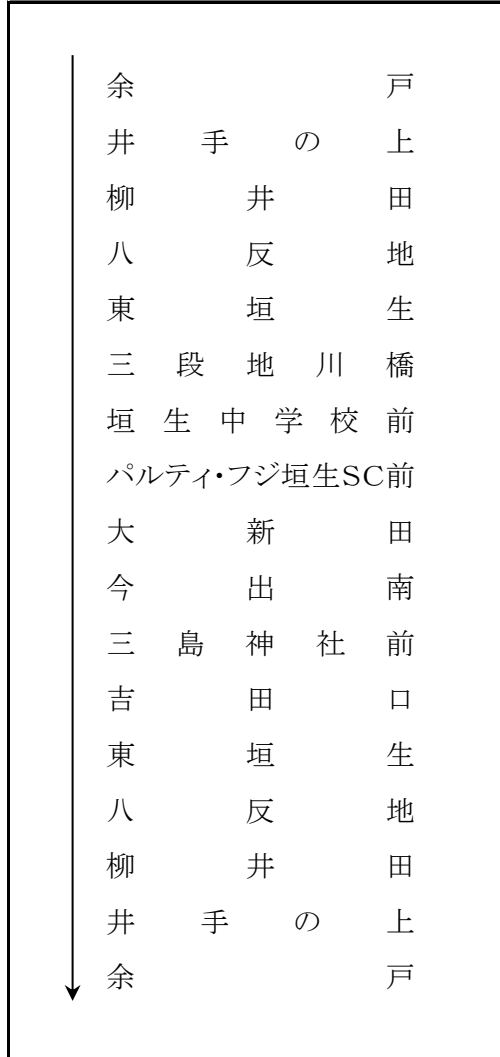 余戸
井手の上
柳井田
八反地
東垣生
三段地川橋
垣生中学校前
パルティ・フジ垣生SC前
大新田
今出南
三島神社前
吉田口
東垣生
八反地
柳井田
井手の上
余戸